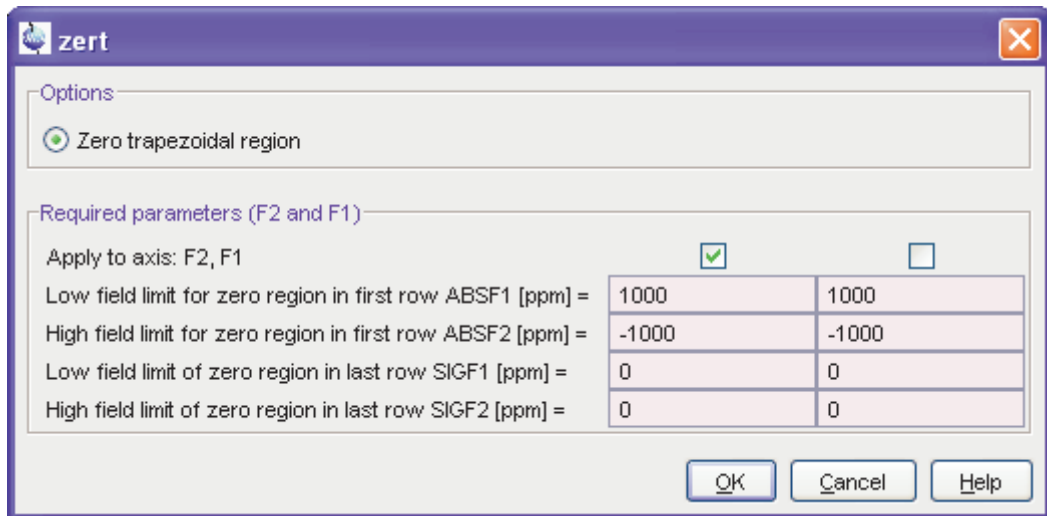 zert
Options
Zero trapezoidal region
Required parameters (F2 and F1)
Apply to axis: F2, F1
Low field limit for zero region in first row ABSF1 [ppm] = 1000 1000
High field limit for zero region in first row ABSF2 [ppm] = -1000 -1000
Low field limit of zero region in last row SIGF1 [ppm] = 0 0
High field limit of zero region in last row SIGF2 [ppm] = 0 0
OK Cancel Help